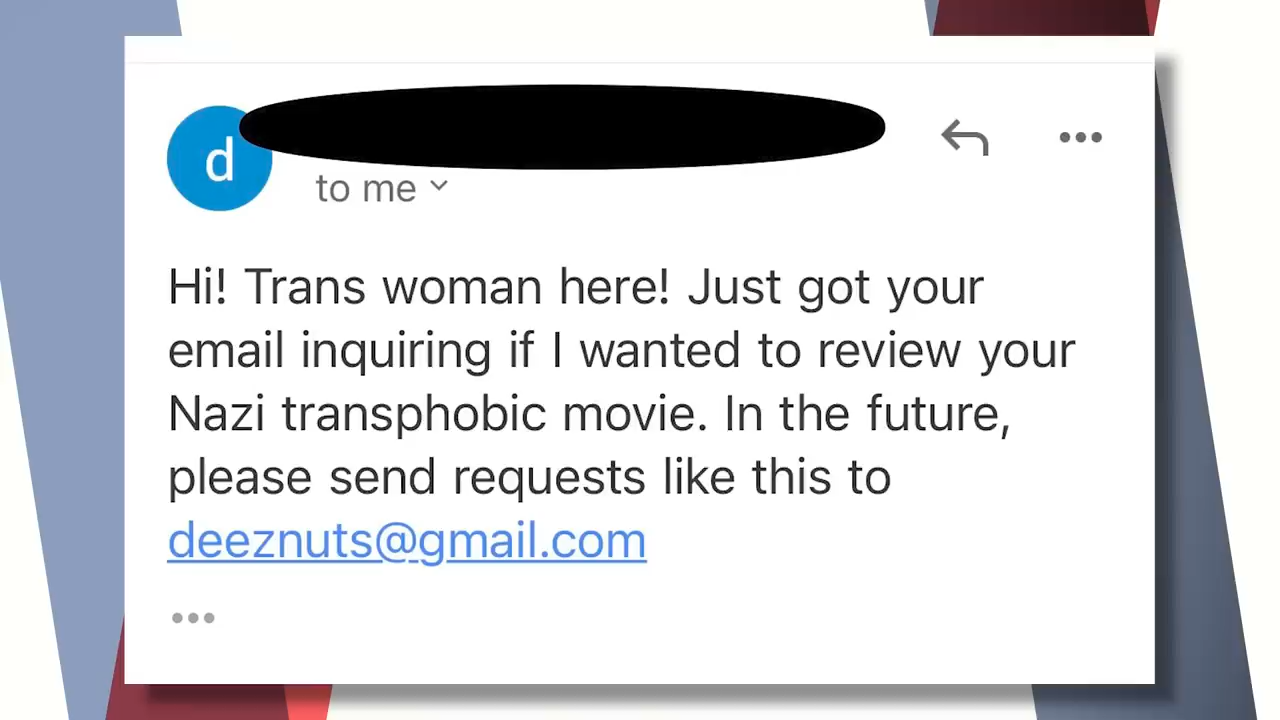 d
to me
Hi! Trans woman here! Just got your
email inquiring if I wanted to review your
Nazi transphobic movie. In the future,
please send requests like this to
deeznuts@gmail.com